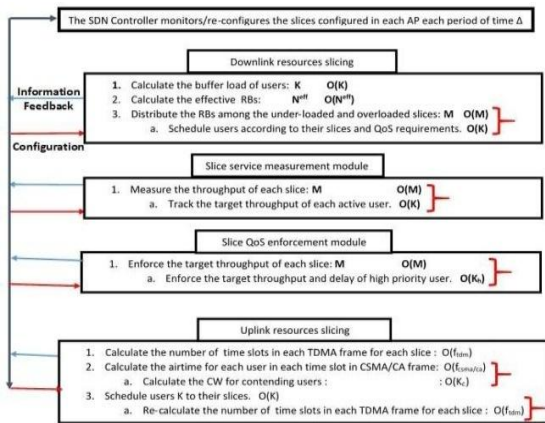 The SDN Controller monitors/re-configures the slices configured in each AP each period of time Δ
Downlink resources slicing
Information
Feedback
Configuration
1. Calculate the buffer load of users: K O(K)
2. Calculate the effective RBs: N^eff O(N^eff)
3. Distribute the RBs among the under-loaded and overloaded slices: M O(M)
a. Schedule users according to their slices and QoS requirements. O(K)
Slice service measurement module
1. Measure the throughput of each slice: M O(M)
a. Track the target throughput of each active user. O(K)
Slice QoS enforcement module
1. Enforce the target throughput of each slice: M O(M)
a. Enforce the target throughput and delay of high priority user. O(Kh)
Uplink resources slicing
1. Calculate the number of time slots in each TDMA frame for each slice : O(ftdm)
2. Calculate the airtime for each user in each time slot in CSMA/CA frame: O(fcsma/ca)
a. Calculate the CW for contending users : : O(Kc)
3. Schedule users K to their slices. O(K)
a. Re-calculate the number of time slots in each TDMA frame for each slice : O(ftdm)